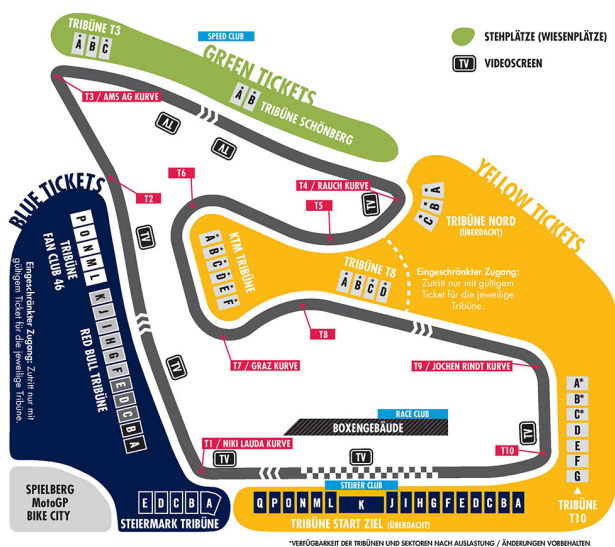 TRIBÜNE T3
A B C
SPEED CLUB
GREEN TICKETS
A B
TRIBÜNE SCHÖNBERG
STEHPLÄTZE (WIESENPLÄTZE)
TV VIDEOSCREEN
T3 / AMS AG KURVE
TV
TV
T6
T4 / RAUCH KURVE
TV
T5
T2
TV
YELLOW TICKETS
C B A
TRIBÜNE NORD
(ÜBERDACHT)
BLUE TICKETS
P O N M L
TRIBÜNE
FAN CLUB 46
K J I H G F E D C B A
RED BULL TRIBÜNE
Eingeschränkter Zugang: Zutritt nur mit
gültigem Ticket für die jeweilige Tribüne.
KTM TRIBÜNE
A B C D E F
TRIBÜNE T8
A B C D
Eingeschränkter Zugang:
Zutritt nur mit gültigem
Ticket für die jeweilige
Tribüne.
T8
T7 / GRAZ KURVE
TV
T9 / JOCHEN RINDT KURVE
A*
B*
C*
D
E
F
G
TRIBÜNE
T10
RACE CLUB
BOXENGEBÄUDE
TV
T10
T1 / NIKI LAUDA KURVE
TV
TV
STEIRER CLUB
SPIELBERG
MotoGP
BIKE CITY
E D C B A
STEIERMARK TRIBÜNE
Q P O N M L K J I H G F E D C B A
TRIBÜNE START ZIEL (ÜBERDACHT)
*VERFÜGBARKEIT DER TRIBÜNEN UND SEKTOREN NACH AUSLASTUNG / ÄNDERUNGEN VORBEHALTEN